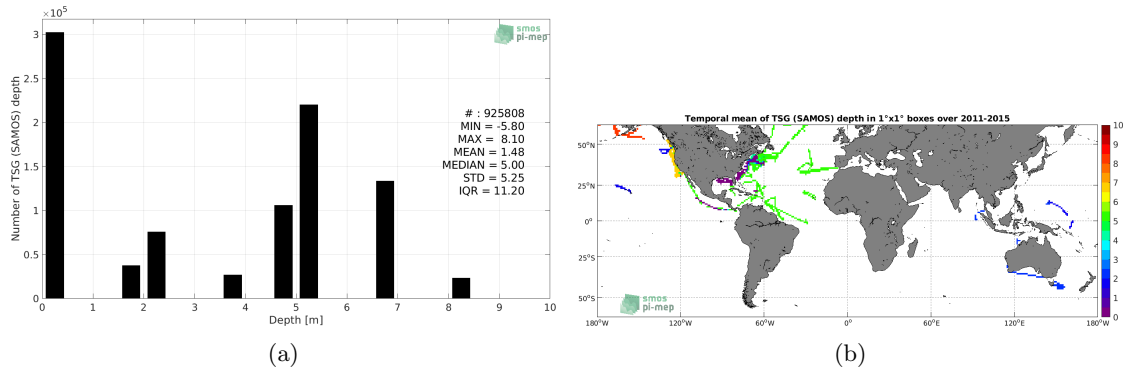 ×10⁵
smos
pi-mep
3
2.5
2
1.5
1
0.5
0
Number of TSG (SAMOS) depth
# : 925808
MIN = -5.80
MAX = 8.10
MEAN = 1.48
MEDIAN = 5.00
STD = 5.25
IQR = 11.20
0 1 2 3 4 5 6 7 8 9 10
Depth [m]
(a)
Temporal mean of TSG (SAMOS) depth in 1°x1° boxes over 2011-2015
50°N
25°N
0°
25°S
50°S
smos
pi-mep
180°W 120°W 60°W 0° 60°E 120°E 180°W
10
9
8
7
6
5
4
3
2
1
0
(b)